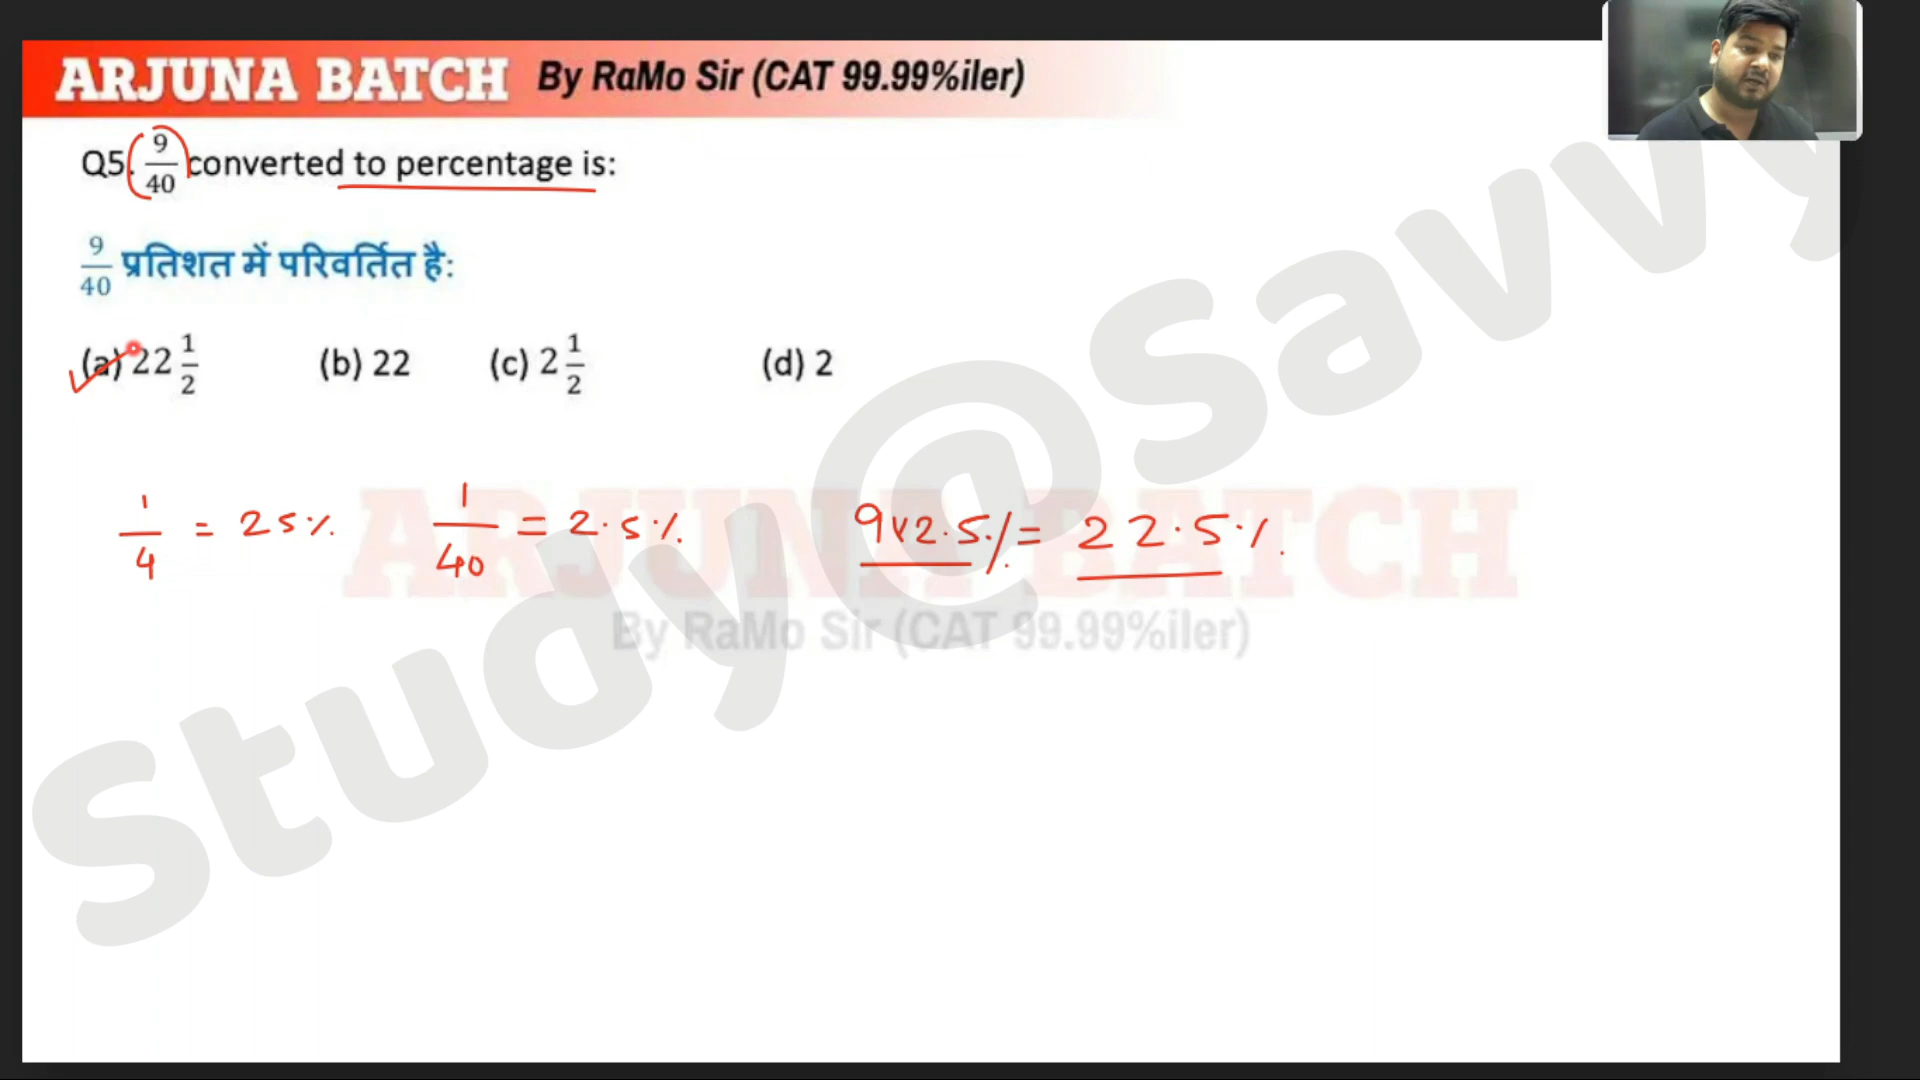 ARJUNA BATCH By RaMo Sir (CAT 99.99%iler)
Q5. 9/40 converted to percentage is:
9/40 प्रतिशत में परिवर्तित है:
(a) 22 1/2 (b) 22 (c) 2 1/2 (d) 2
1/4 = 25% 1/40 = 2.5% 9x2.5% = 22.5%
ARJUNA BATCH
By RaMo Sir (CAT 99.99%iler)
Study@Savvy